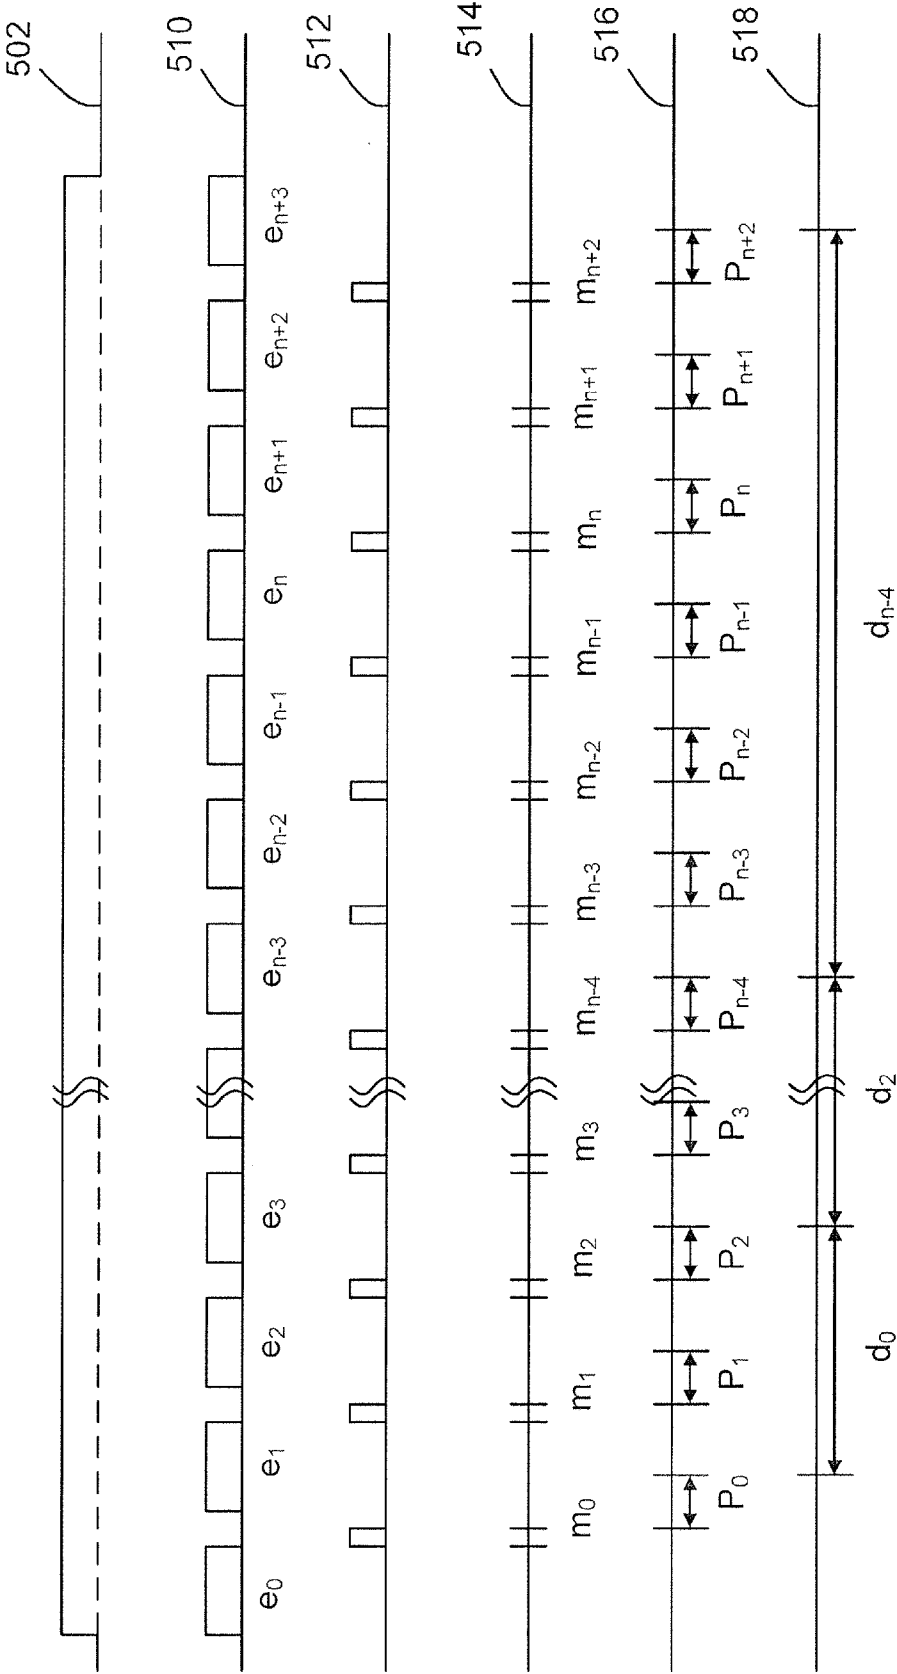 502
510
e₀ e₁ e₂ e₃ eₙ₋₃ eₙ₋₂ eₙ₋₁ eₙ eₙ₊₁ eₙ₊₂ eₙ₊₃
512
514
m₀ m₁ m₂ m₃ mₙ₋₄ mₙ₋₃ mₙ₋₂ mₙ₋₁ mₙ mₙ₊₁ mₙ₊₂
516
P₀ P₁ P₂ P₃ Pₙ₋₄ Pₙ₋₃ Pₙ₋₂ Pₙ₋₁ Pₙ Pₙ₊₁ Pₙ₊₂
518
d₀ d₂ dₙ₋₄